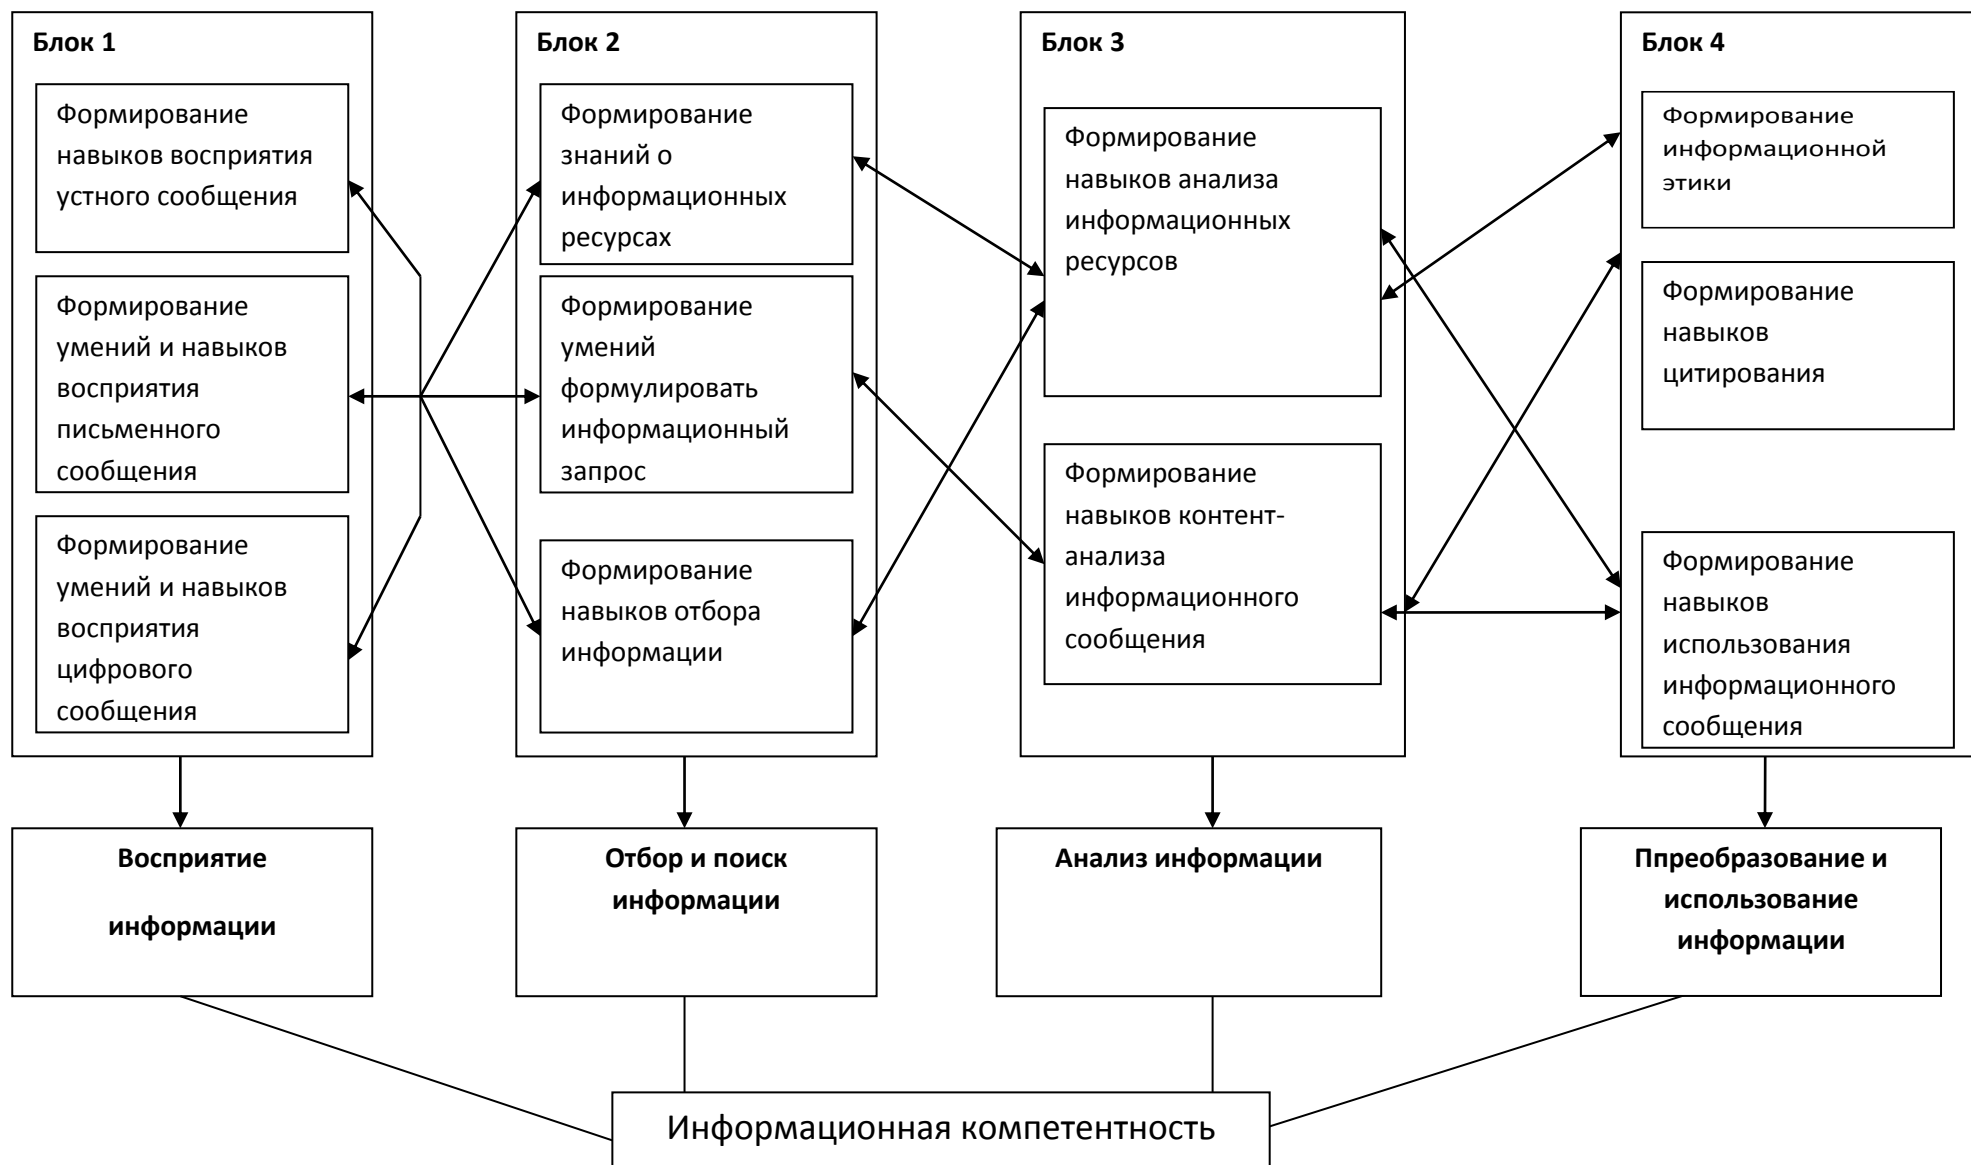 Блок 1
Формирование
навыков восприятия
устного сообщения
Формирование
умений и навыков
восприятия
письменного
сообщения
Формирование
умений и навыков
восприятия
цифрового
сообщения
Блок 2
Формирование
знаний о
информационных
ресурсах
Формирование
умений
формулировать
информационный
запрос
Формирование
навыков отбора
информации
Блок 3
Формирование
навыков анализа
информационных
ресурсов
Формирование
навыков контент-
анализа
информационного
сообщения
Блок 4
Формирование
информационной
этики
Формирование
навыков
цитирования
Формирование
навыков
использования
информационного
сообщения
Восприятие
информации
Отбор и поиск
информации
Анализ информации
Ппреобразование и
использование
информации
Информационная компетентность